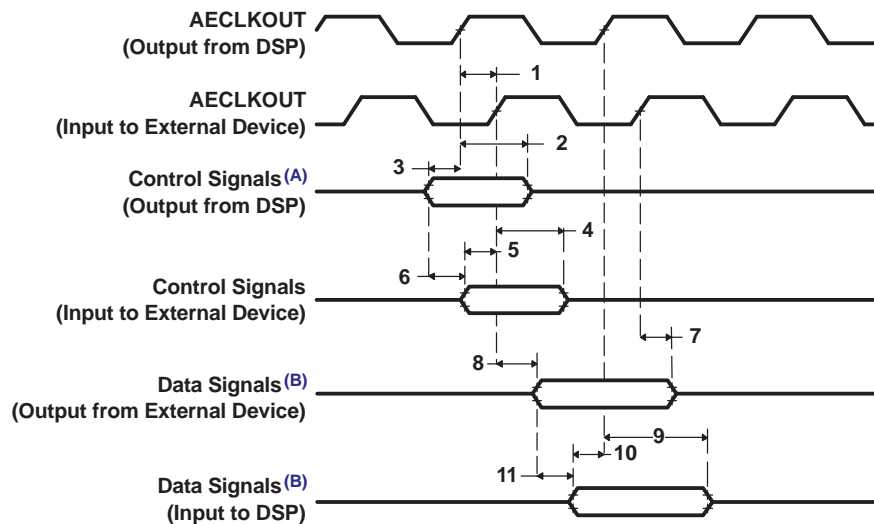 AECLKOUT
(Output from DSP)
1
AECLKOUT
(Input to External Device)
2
3
Control Signals(A)
(Output from DSP)
4
5
6
Control Signals
(Input to External Device)
7
8
Data Signals(B)
(Output from External Device)
9
10
11
Data Signals(B)
(Input to DSP)